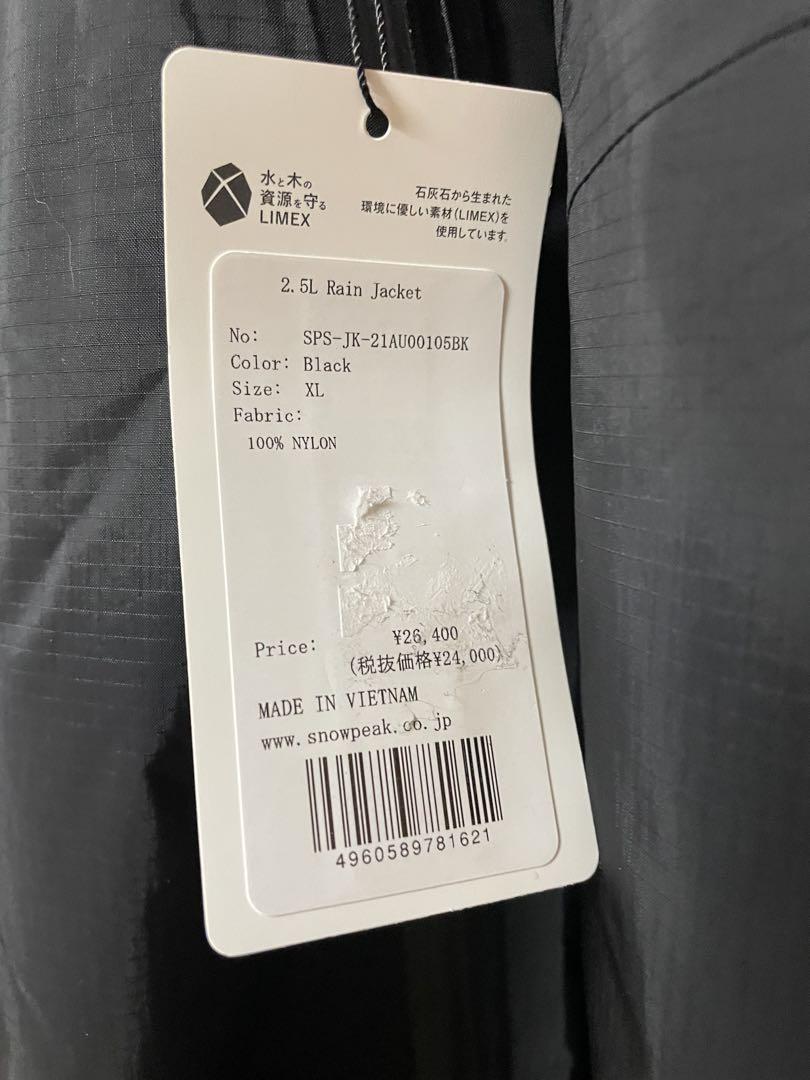 水と木の
資源を守る
LIMEX
石灰石から生まれた
環境に優しい素材(LIMEX)を
使用しています。
2.5L Rain Jacket
No: SPS-JK-21AU00105BK
Color: Black
Size: XL
Fabric:
100% NYLON
Price: ¥26,400
(税抜価格¥24,000)
MADE IN VIETNAM
www.snowpeak.co.jp
4960589781621